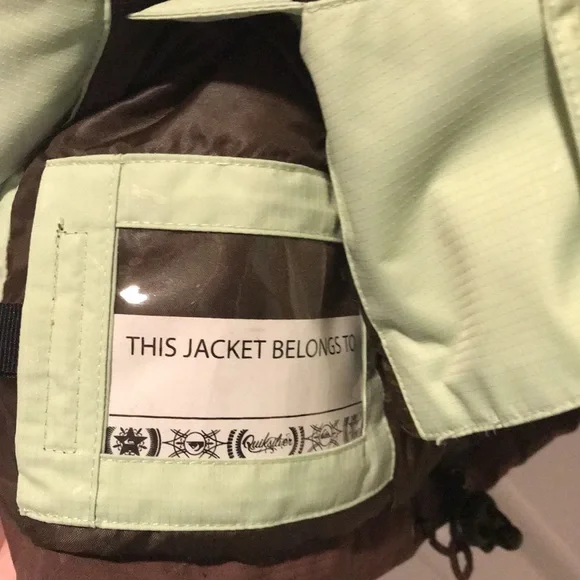 THIS JACKET BELONGS TO
Quiksilver